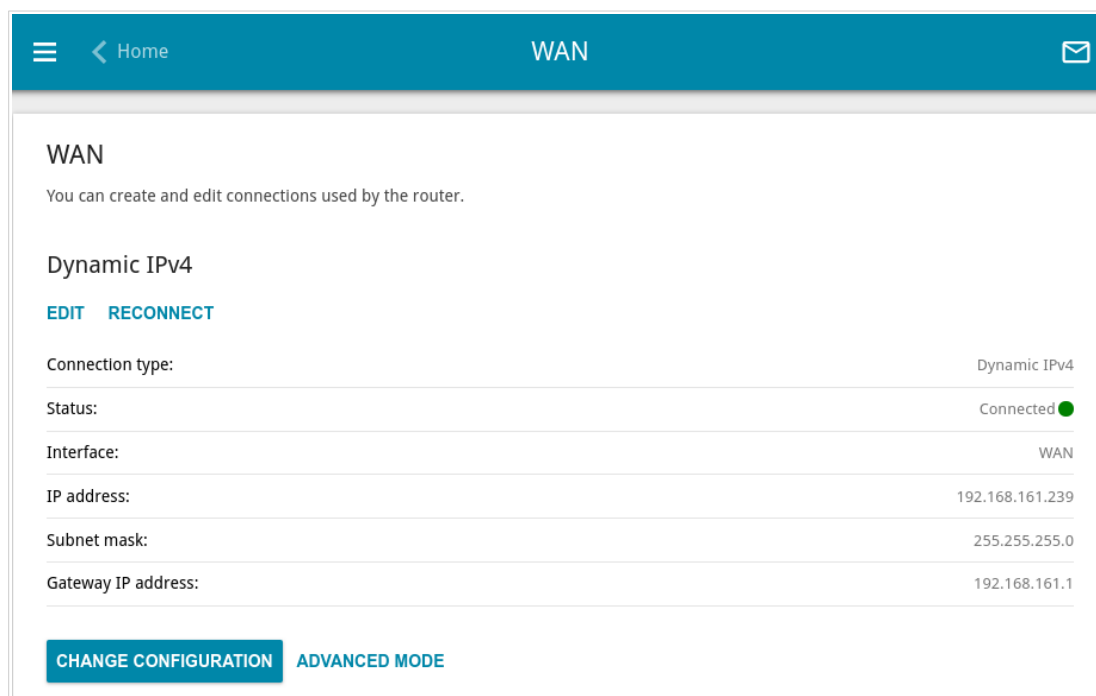 Home
WAN
WAN
You can create and edit connections used by the router.
Dynamic IPv4
EDIT RECONNECT
Connection type: Dynamic IPv4
Status: Connected
Interface: WAN
IP address: 192.168.161.239
Subnet mask: 255.255.255.0
Gateway IP address: 192.168.161.1
CHANGE CONFIGURATION ADVANCED MODE